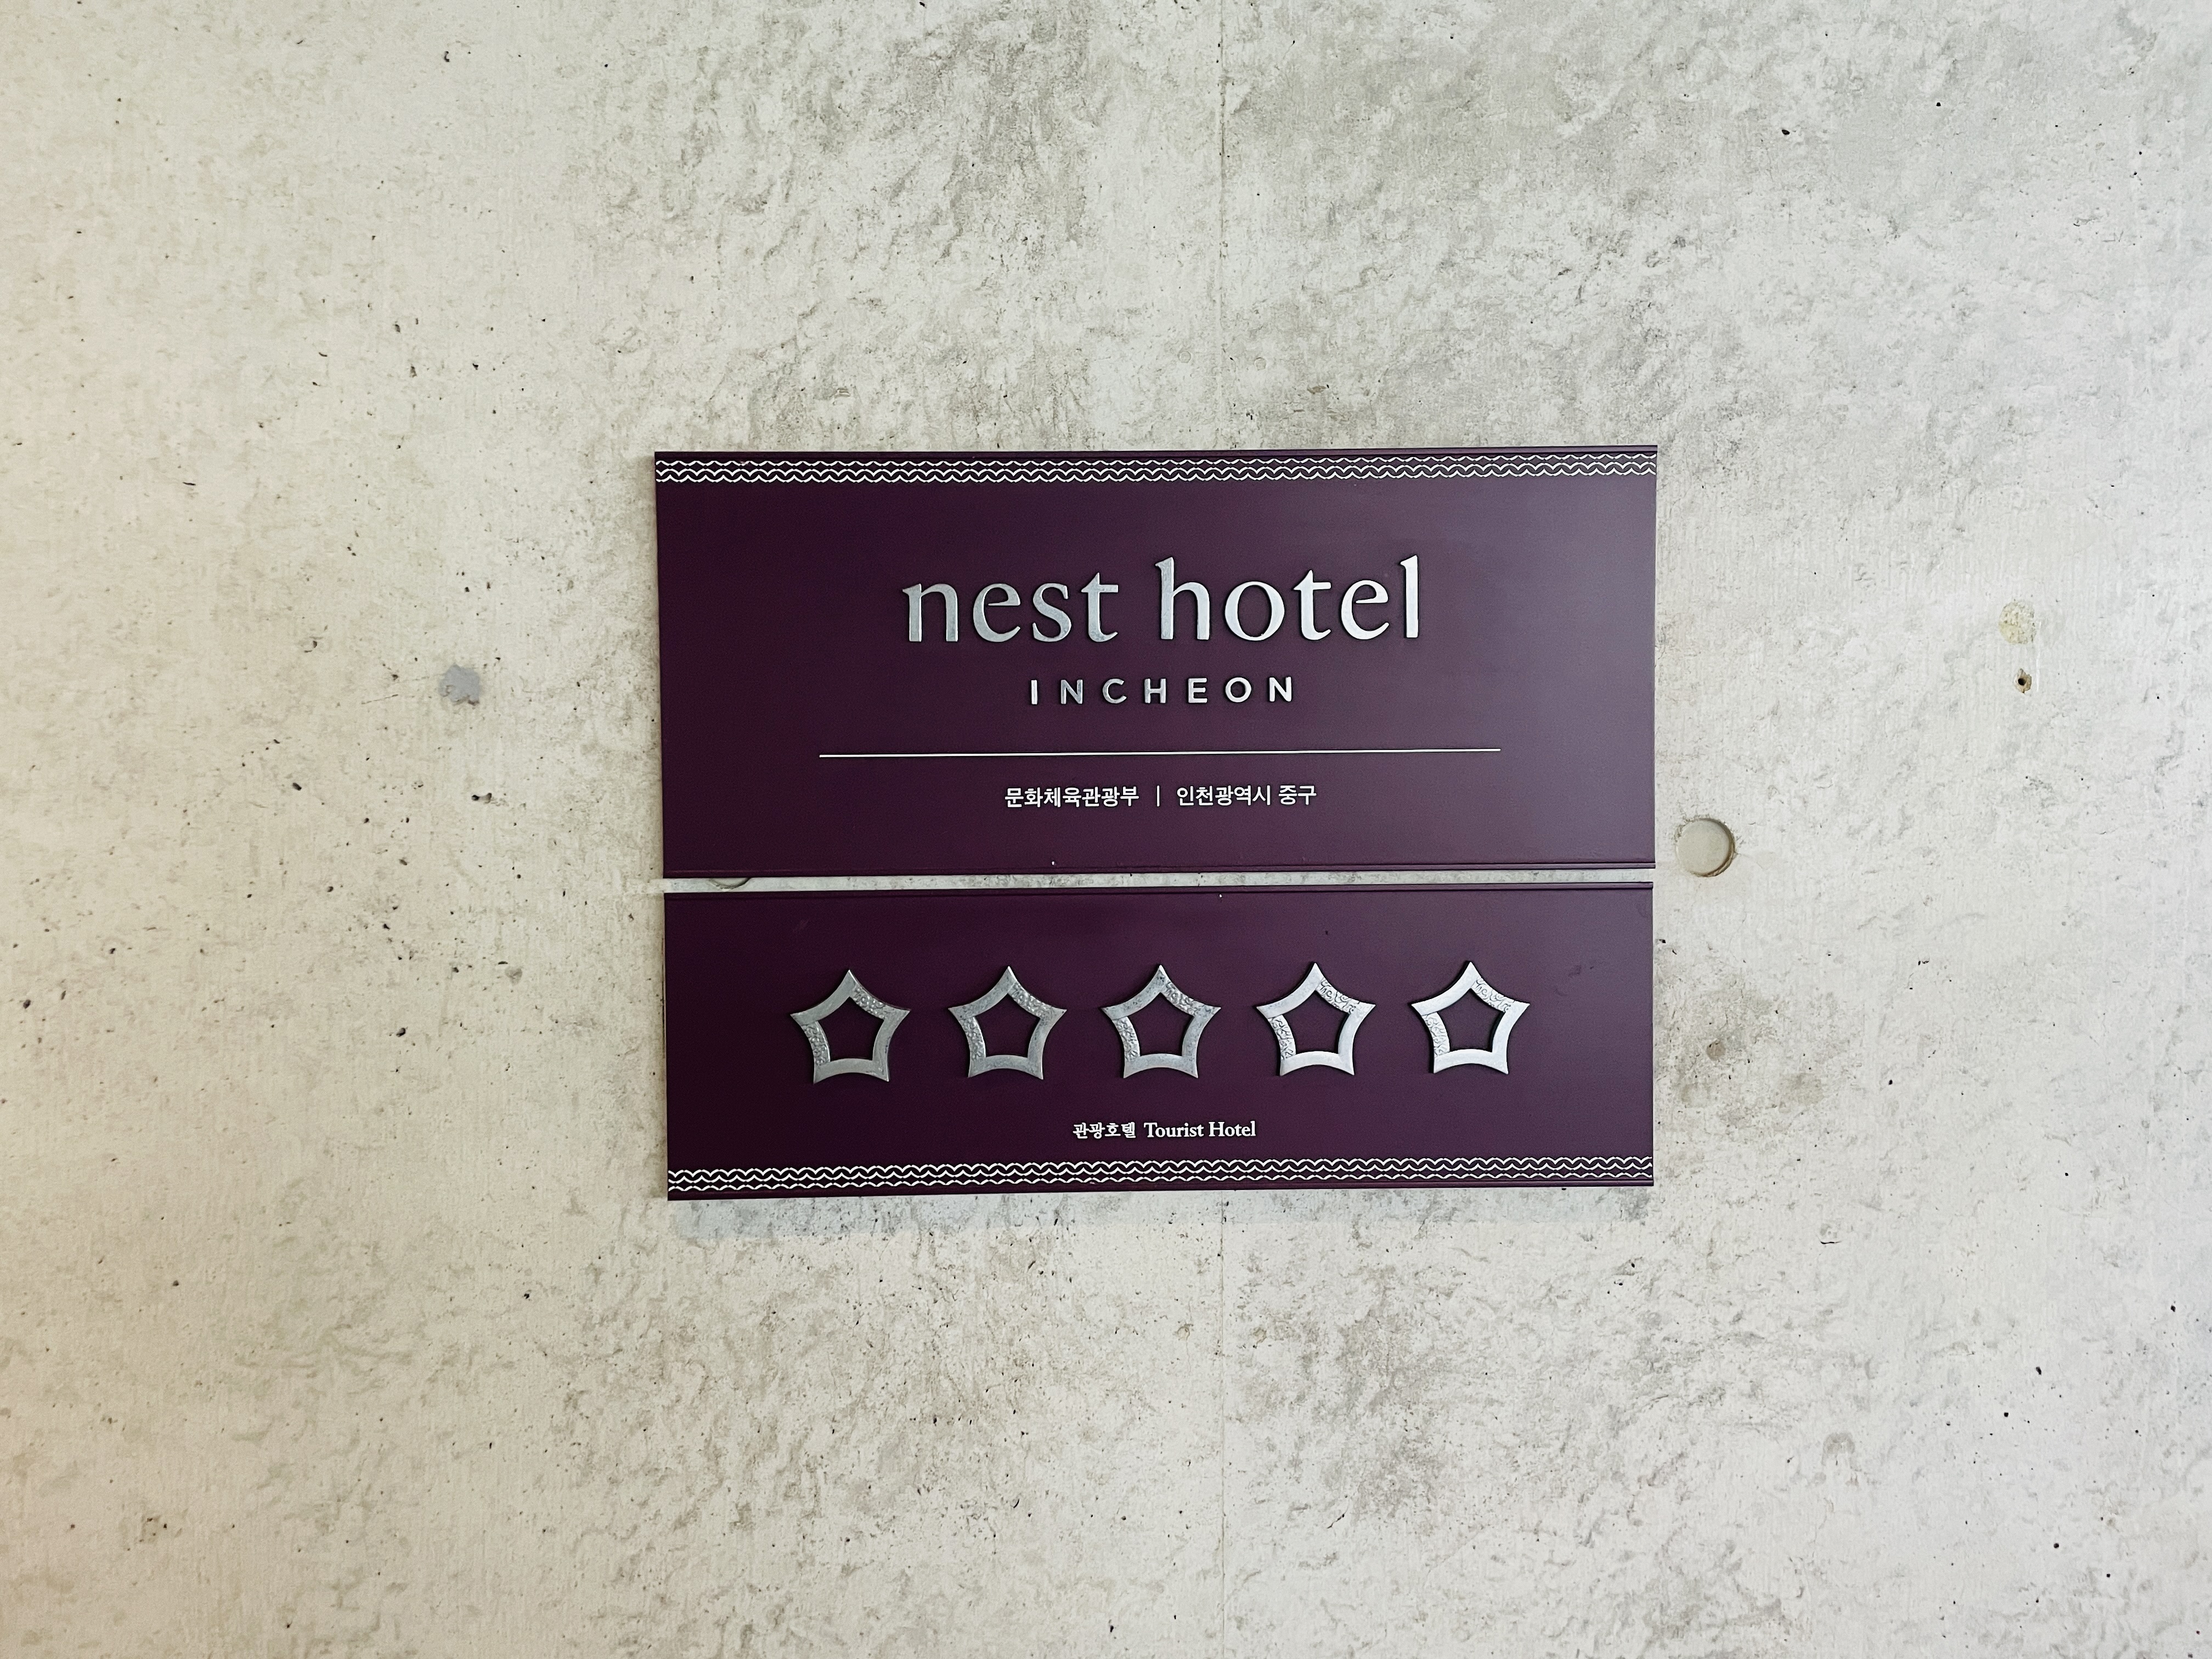 nest hotel
INCHEON
문화체육관광부 | 인천광역시 중구
관광호텔 Tourist Hotel